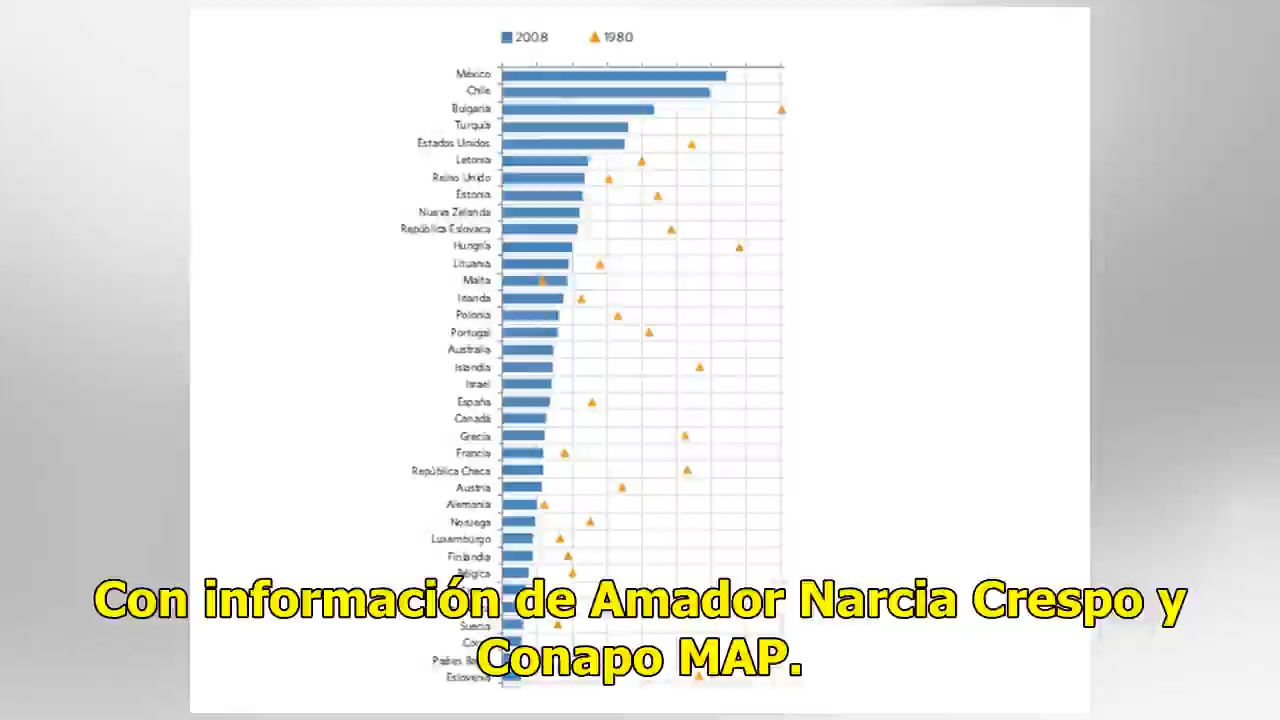 2008 1980
México
Chile
Bulgaria
Turquía
Estados Unidos
Letonia
Reino Unido
Estonia
Nueva Zelanda
República Eslovaca
Hungría
Lituania
Malta
Irlanda
Polonia
Portugal
Australia
Islandia
Israel
España
Canadá
Grecia
Francia
República Checa
Austria
Alemania
Noruega
Luxemburgo
Finlandia
Bélgica
Con información de Amador Narcia Crespo y
Suecia
Conapo MAP.
Eslovenia